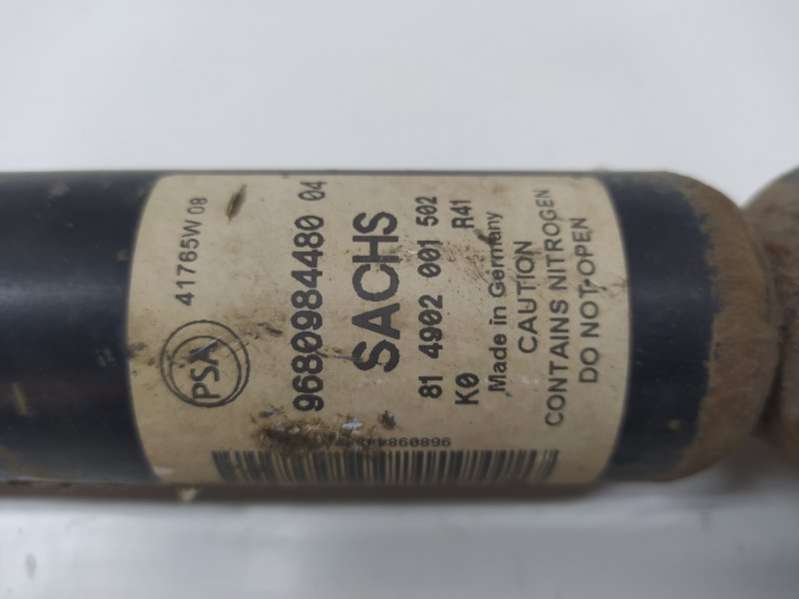 41765W 08
PSA
9680984480 04
SACHS
81 4902 001 502
K0 R41
Made in Germany
CAUTION
CONTAINS NITROGEN
DO NOT OPEN